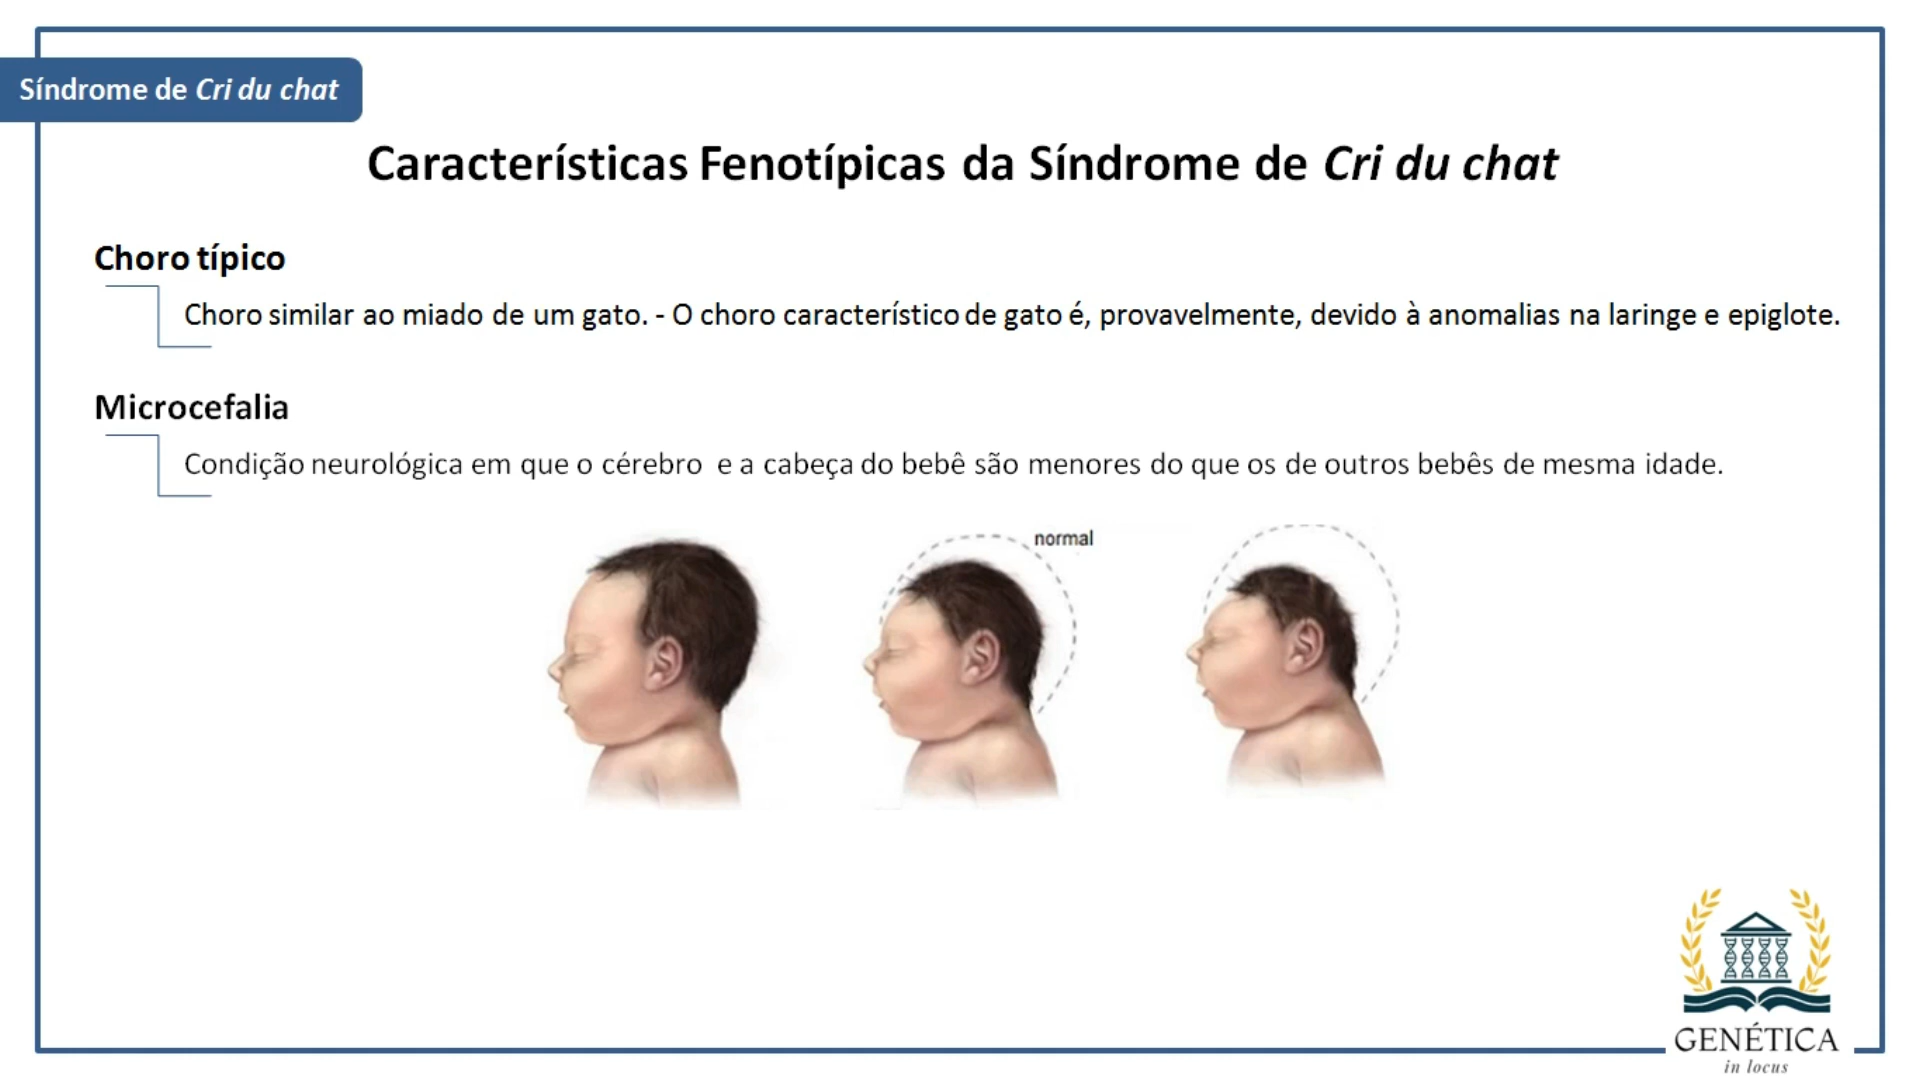 Síndrome de Cri du chat
Características Fenotípicas da Síndrome de Cri du chat
Choro típico
Choro similar ao miado de um gato. - O choro característico de gato é, provavelmente, devido à anomalias na laringe e epiglote.
Microcefalia
Condição neurológica em que o cérebro e a cabeça do bebê são menores do que os de outros bebês de mesma idade.
normal
GENÉTICA
in locus